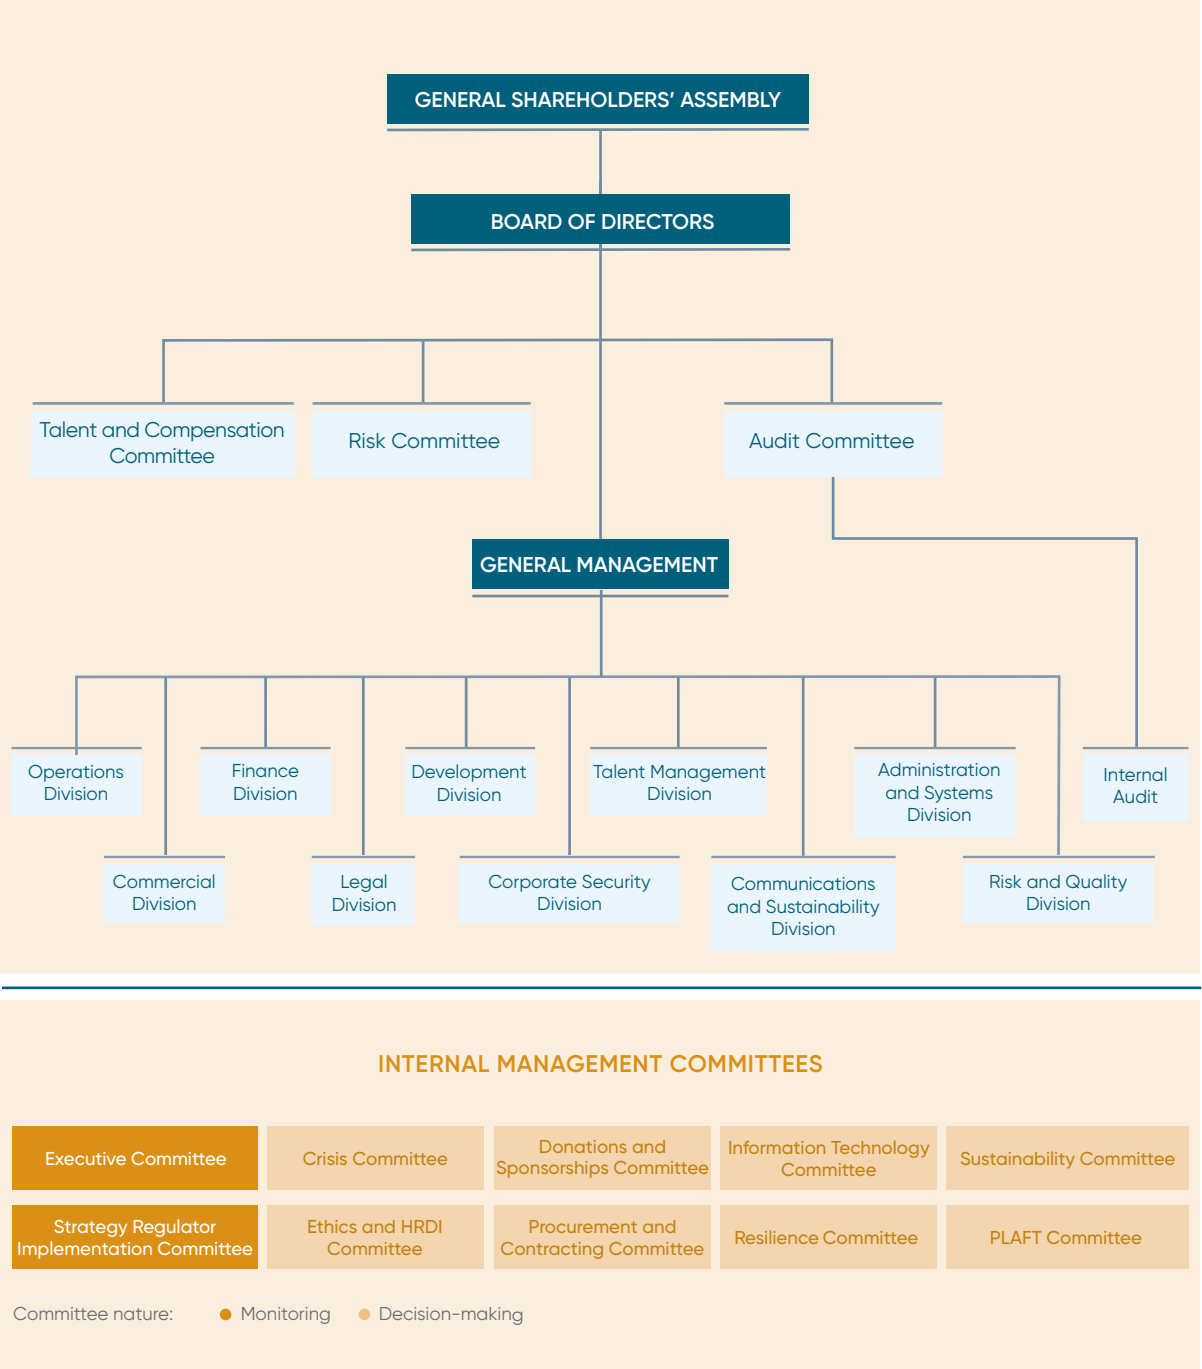 GENERAL SHAREHOLDERS’ ASSEMBLY
BOARD OF DIRECTORS
Talent and Compensation
Committee
Risk Committee
Audit Committee
GENERAL MANAGEMENT
Operations
Division
Finance
Division
Development
Division
Talent Management
Division
Administration
and Systems
Division
Internal
Audit
Commercial
Division
Legal
Division
Corporate Security
Division
Communications
and Sustainability
Division
Risk and Quality
Division
INTERNAL MANAGEMENT COMMITTEES
Executive Committee
Crisis Committee
Donations and
Sponsorships Committee
Information Technology
Committee
Sustainability Committee
Strategy Regulator
Implementation Committee
Ethics and HRDI
Committee
Procurement and
Contracting Committee
Resilience Committee
PLAFT Committee
Committee nature: Monitoring Decision-making